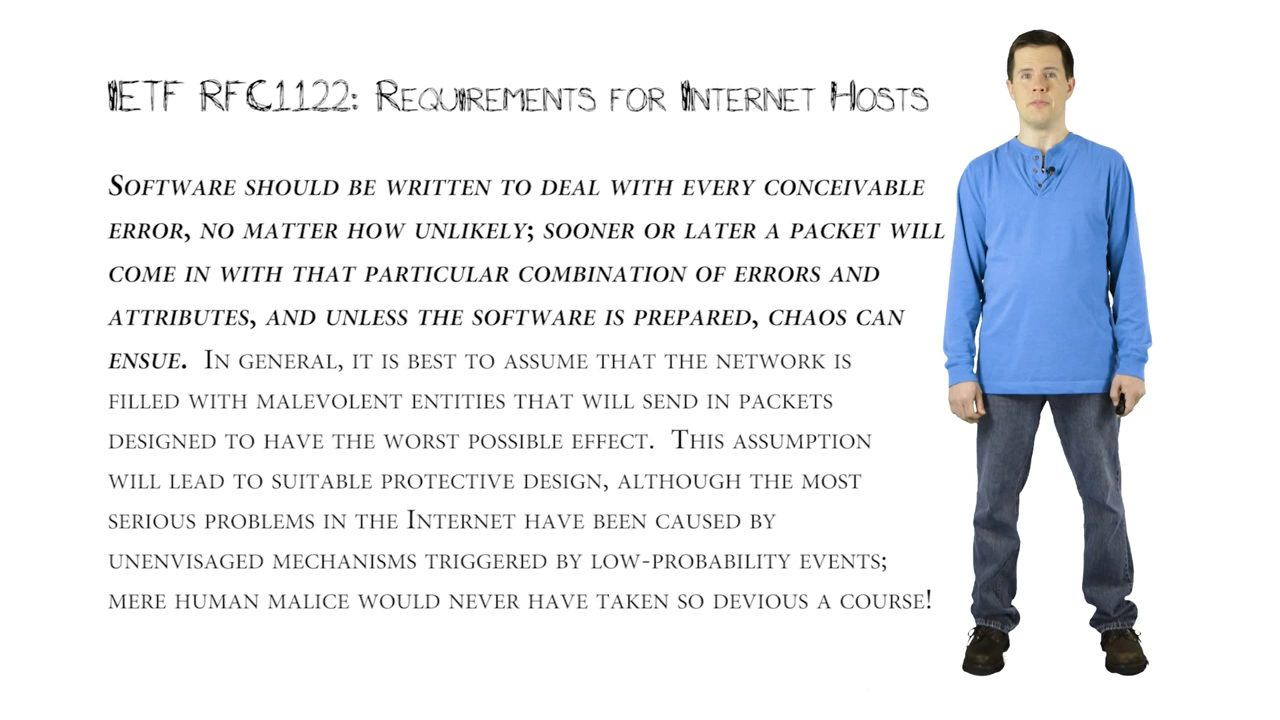 IETF RFC1122: Requirements for Internet Hosts
Software should be written to deal with every conceivable
error, no matter how unlikely; sooner or later a packet will
come in with that particular combination of errors and
attributes, and unless the software is prepared, chaos can
ensue. In general, it is best to assume that the network is
filled with malevolent entities that will send in packets
designed to have the worst possible effect. This assumption
will lead to suitable protective design, although the most
serious problems in the Internet have been caused by
unenvisaged mechanisms triggered by low-probability events;
mere human malice would never have taken so devious a course!